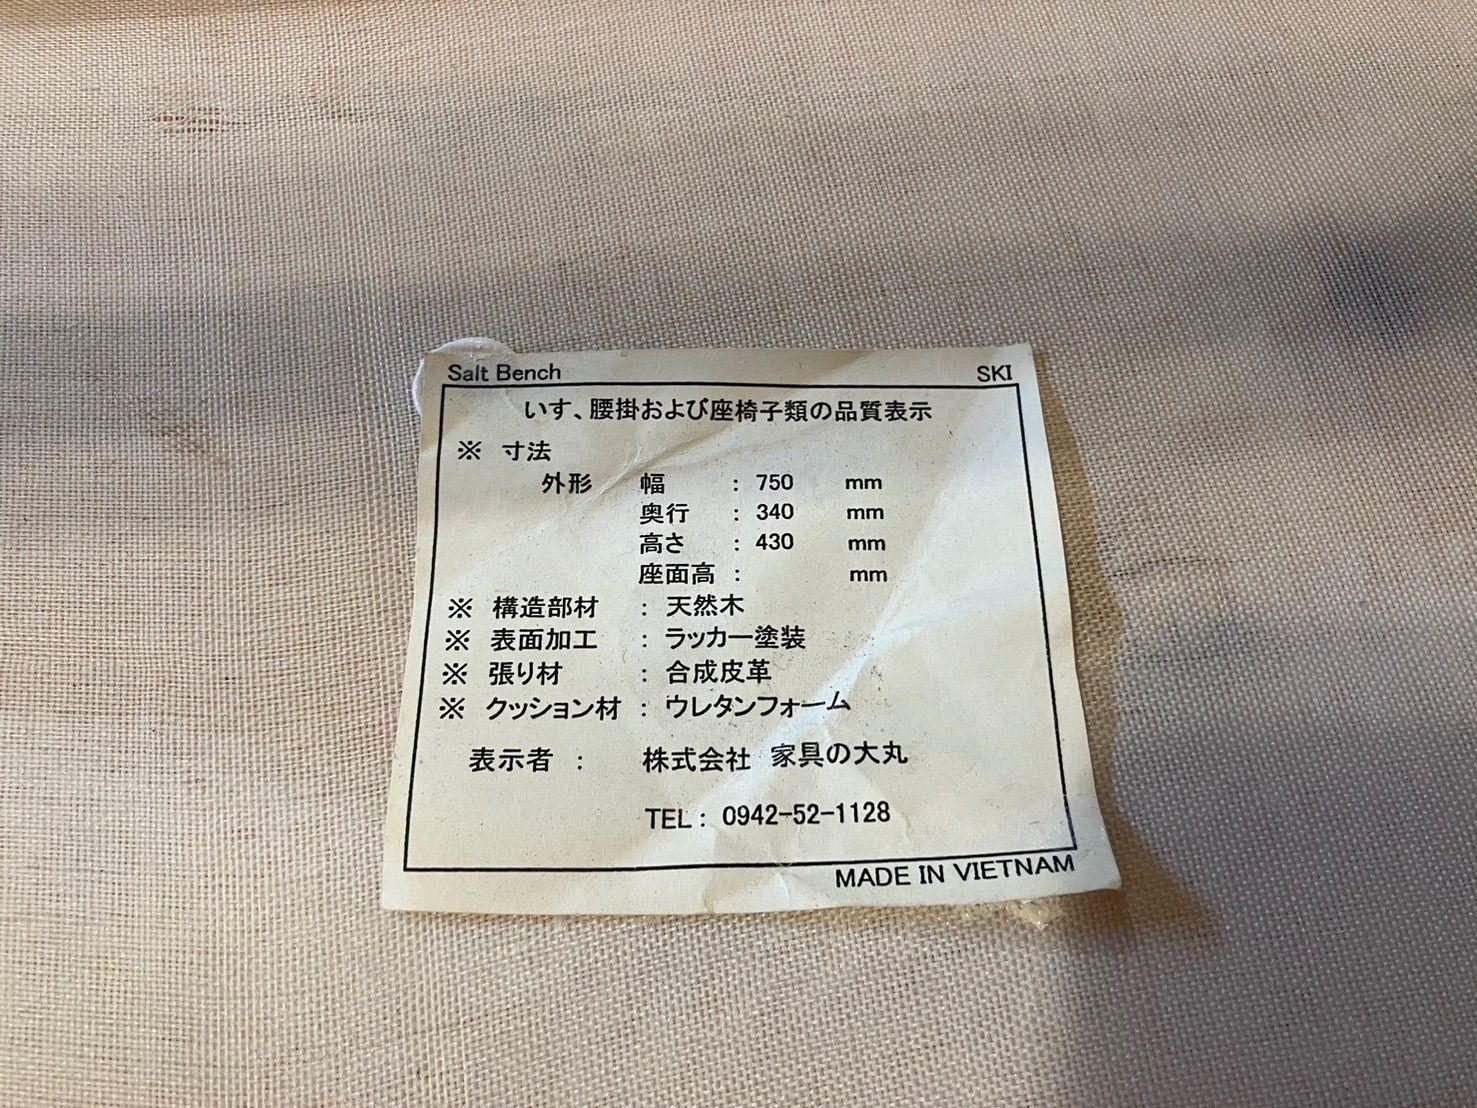 Salt Bench SKI
いす、腰掛および座椅子類の品質表示
※ 寸法
外形 幅 : 750 mm
奥行 : 340 mm
高さ : 430 mm
座面高 : mm
※ 構造部材 : 天然木
※ 表面加工 : ラッカー塗装
※ 張り材 : 合成皮革
※ クッション材 : ウレタンフォーム
表示者 : 株式会社 家具の大丸
TEL : 0942-52-1128
MADE IN VIETNAM